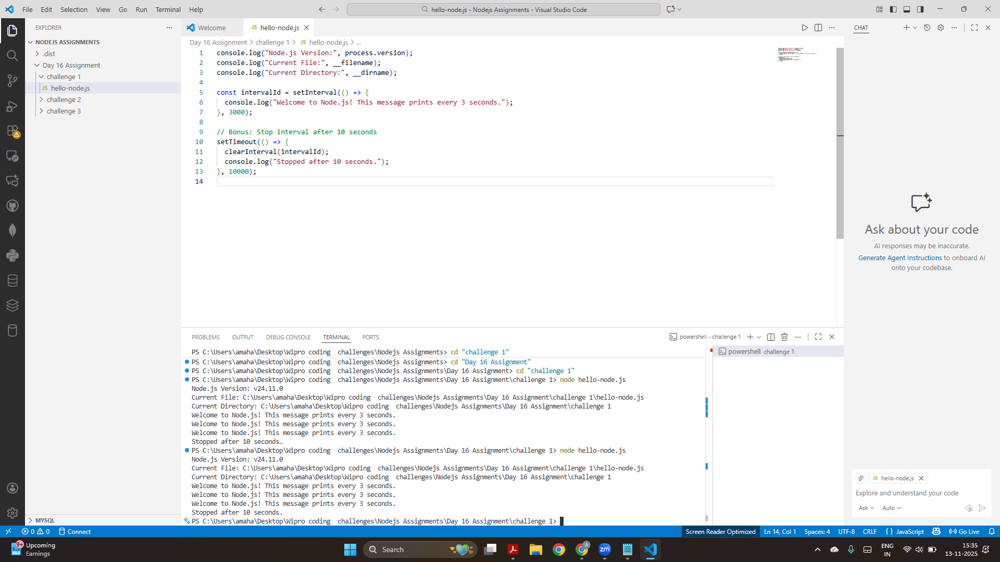 File Edit Selection View Go Run Terminal Help
hello-node.js - Nodejs Assignments - Visual Studio Code
EXPLORER
NODEJS ASSIGNMENTS
.dist
Day 16 Assignment
challenge 1
JS hello-node.js
challenge 2
challenge 3
MYSQL
Welcome
JS hello-node.js
Day 16 Assignment > challenge 1 > JS hello-node.js > ...
1 console.log("Node.js Version:", process.version);
2 console.log("Current File:", __filename);
3 console.log("Current Directory:", __dirname);
4
5 const intervalId = setInterval(() => {
6 console.log("Welcome to Node.js! This message prints every 3 seconds.");
7 }, 3000);
8
9 // Bonus: Stop interval after 10 seconds
10 setTimeout(() => {
11 clearInterval(intervalId);
12 console.log("Stopped after 10 seconds.");
13 }, 10000);
14
PROBLEMS OUTPUT DEBUG CONSOLE TERMINAL PORTS
powershell - challenge 1
PS C:\Users\amaha\Desktop\Wipro coding  challenges\Nodejs Assignments> cd "challenge 1"
PS C:\Users\amaha\Desktop\Wipro coding  challenges\Nodejs Assignments> cd "Day 16 Assignment"
PS C:\Users\amaha\Desktop\Wipro coding  challenges\Nodejs Assignments\Day 16 Assignment> cd "challenge 1"
PS C:\Users\amaha\Desktop\Wipro coding  challenges\Nodejs Assignments\Day 16 Assignment\challenge 1> node hello-node.js
Node.js Version: v24.11.0
Current File: C:\Users\amaha\Desktop\Wipro coding  challenges\Nodejs Assignments\Day 16 Assignment\challenge 1\hello-node.js
Current Directory: C:\Users\amaha\Desktop\Wipro coding  challenges\Nodejs Assignments\Day 16 Assignment\challenge 1
Welcome to Node.js! This message prints every 3 seconds.
Welcome to Node.js! This message prints every 3 seconds.
Welcome to Node.js! This message prints every 3 seconds.
Stopped after 10 seconds.
PS C:\Users\amaha\Desktop\Wipro coding  challenges\Nodejs Assignments\Day 16 Assignment\challenge 1> node hello-node.js
Node.js Version: v24.11.0
Current File: C:\Users\amaha\Desktop\Wipro coding  challenges\Nodejs Assignments\Day 16 Assignment\challenge 1\hello-node.js
Current Directory: C:\Users\amaha\Desktop\Wipro coding  challenges\Nodejs Assignments\Day 16 Assignment\challenge 1
Welcome to Node.js! This message prints every 3 seconds.
Welcome to Node.js! This message prints every 3 seconds.
Welcome to Node.js! This message prints every 3 seconds.
Stopped after 10 seconds.
PS C:\Users\amaha\Desktop\Wipro coding  challenges\Nodejs Assignments\Day 16 Assignment\challenge 1>
powershell challenge 1
CHAT
Ask about your code
AI responses may be inaccurate.
Generate Agent Instructions to onboard AI
onto your codebase.
JS hello-node.js
Explore and understand your code
Ask Auto
0 0 Connect
Screen Reader Optimized Ln 14, Col 1 Spaces: 4 UTF-8 CRLF { } JavaScript Go Live
9+
Upcoming
Earnings
Search
A
zm
ENG
IN
15:35
13-11-2025